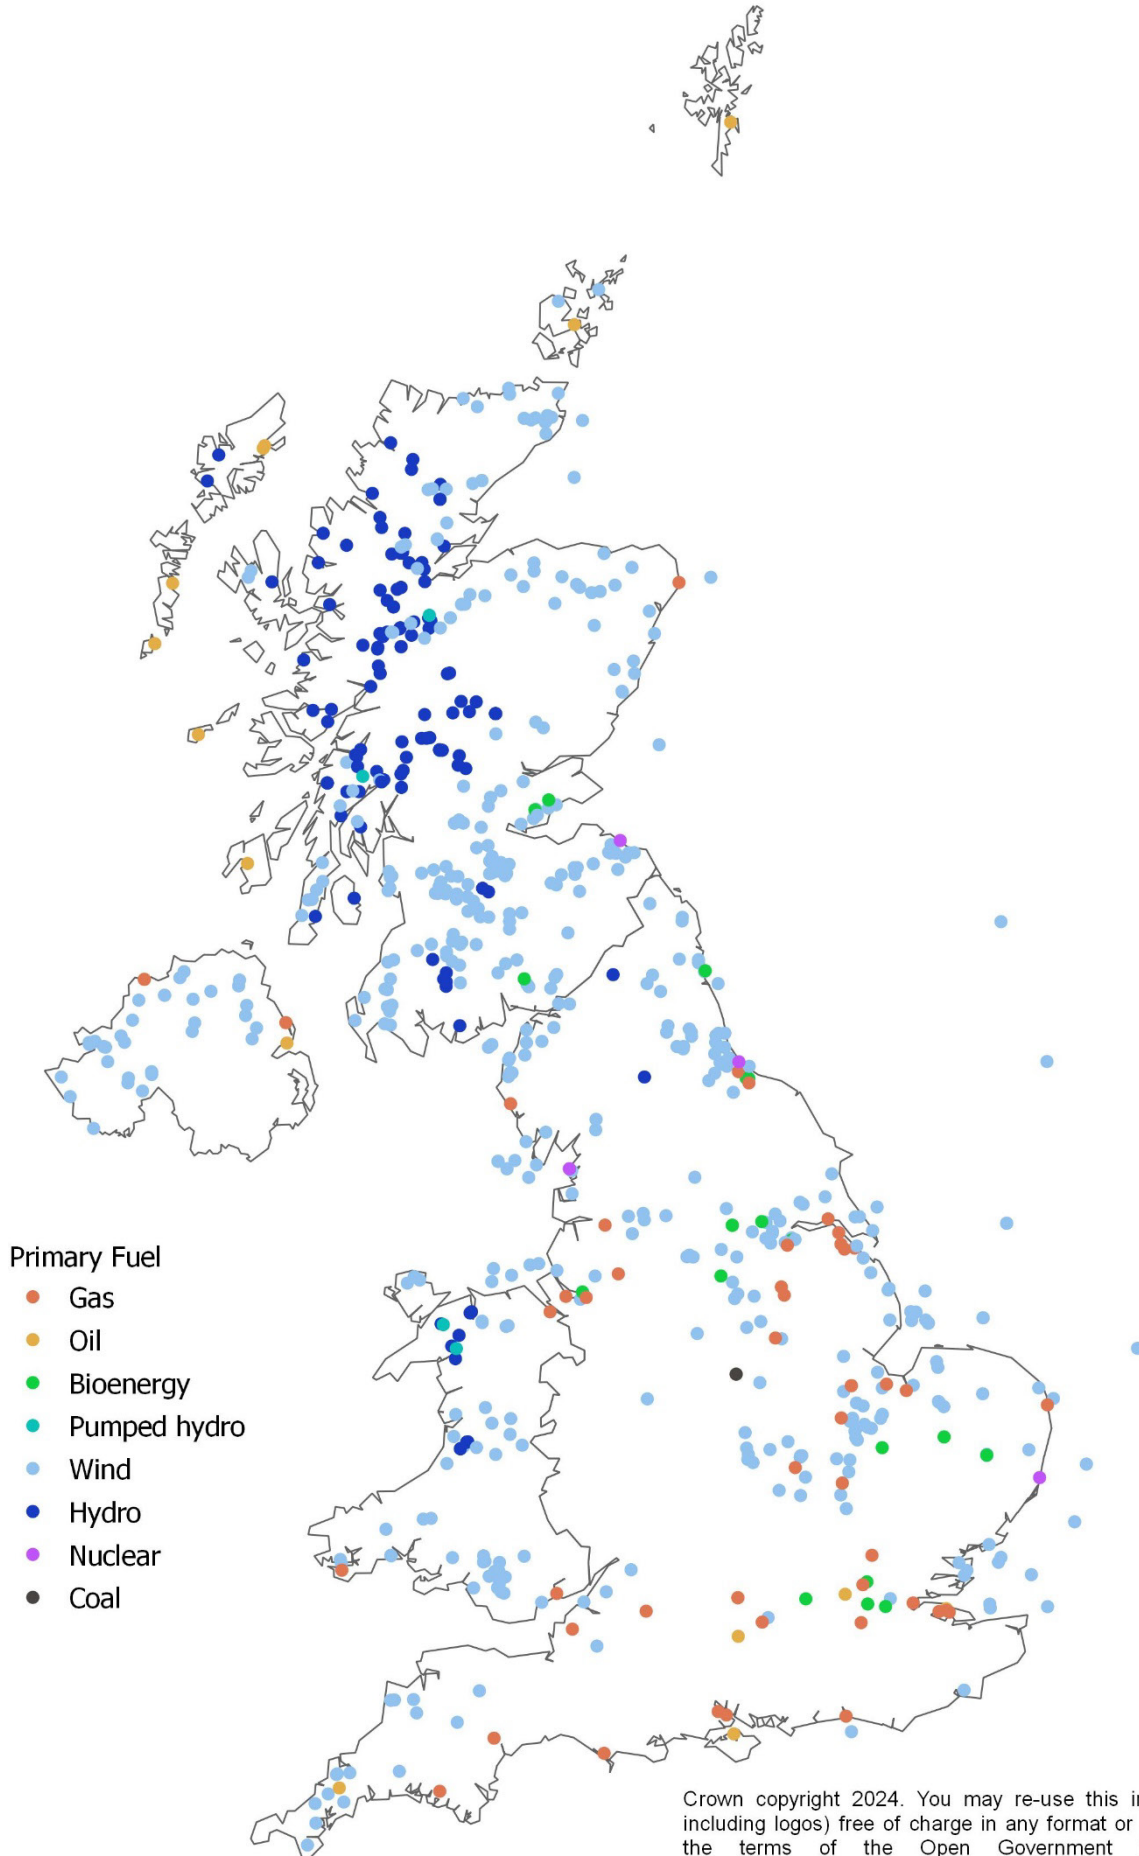 Primary Fuel
Gas
Oil
Bioenergy
Pumped hydro
Wind
Hydro
Nuclear
Coal
Crown copyright 2024. You may re-use this in
including logos) free of charge in any format or
the terms of the Open Government